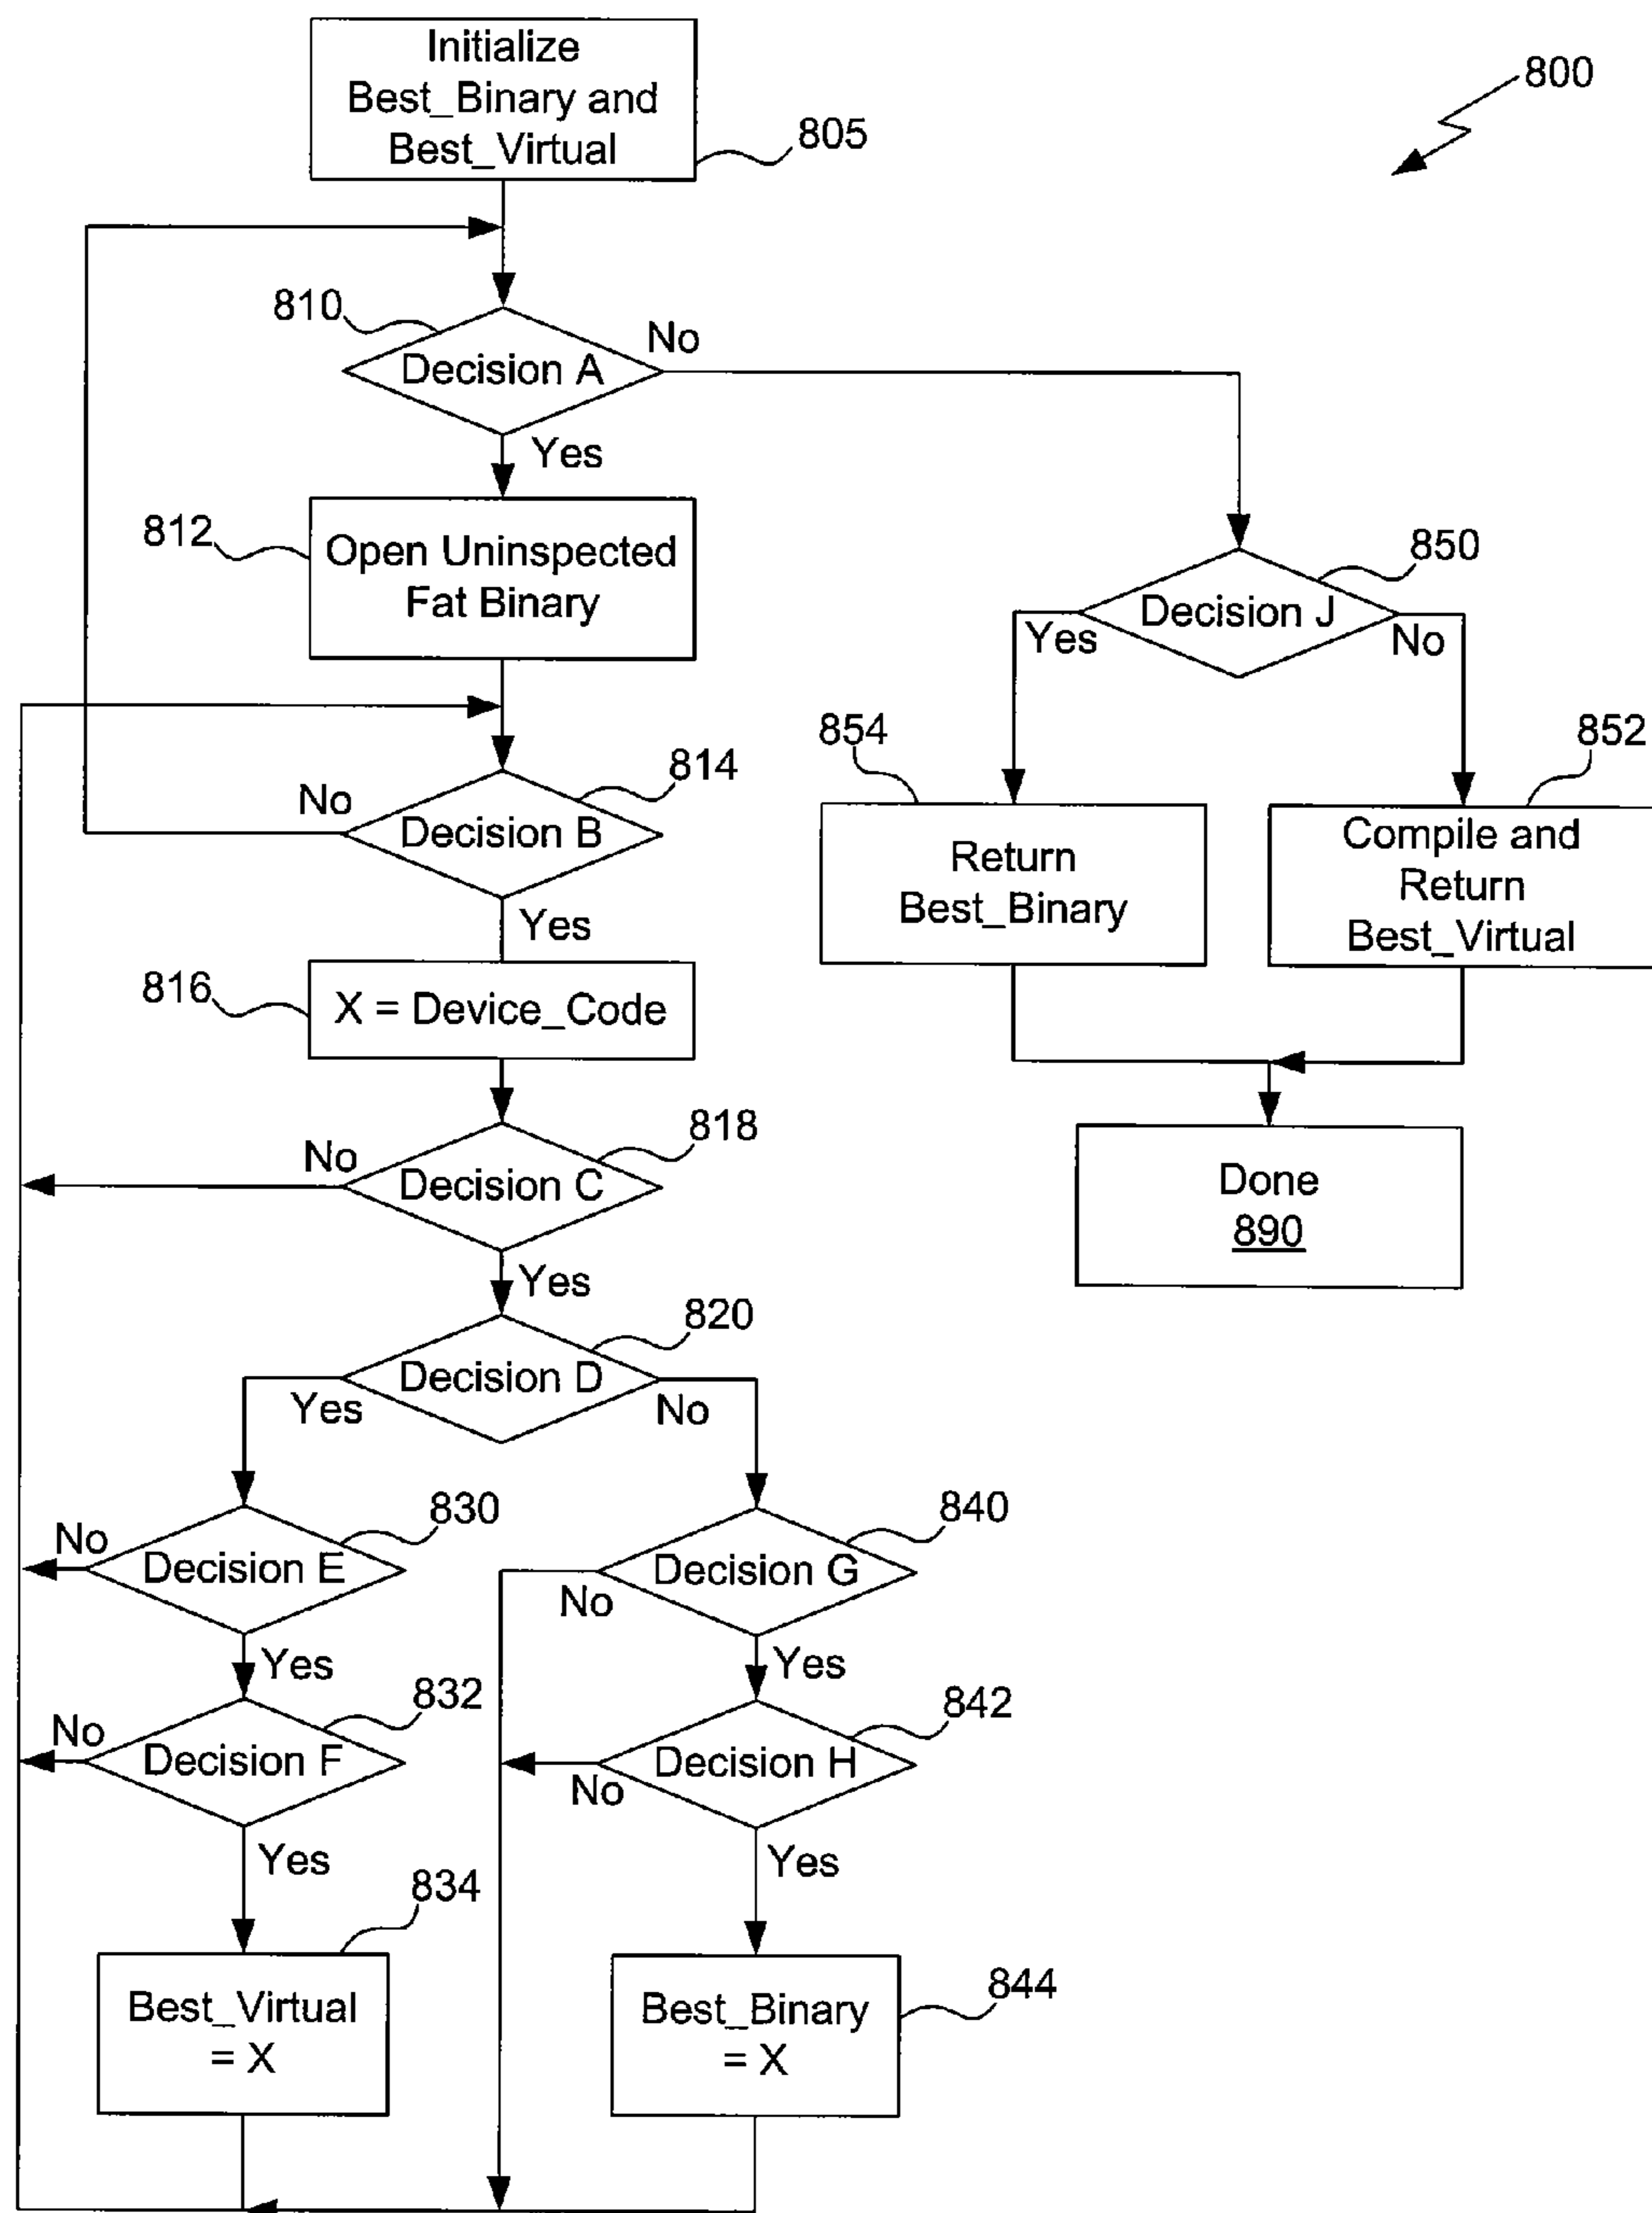 Initialize
Best_Binary and
Best_Virtual
805
800
810
Decision A
No
Yes
812
Open Uninspected
Fat Binary
850
Decision J
Yes
No
814
No
Decision B
Yes
854
Return
Best_Binary
852
Compile and
Return
Best_Virtual
816
X = Device_Code
818
No
Decision C
Yes
Done
890
820
Decision D
Yes
No
830
No
Decision E
Yes
840
Decision G
No
Yes
832
No
Decision F
Yes
842
Decision H
No
Yes
834
Best_Virtual
= X
844
Best_Binary
= X